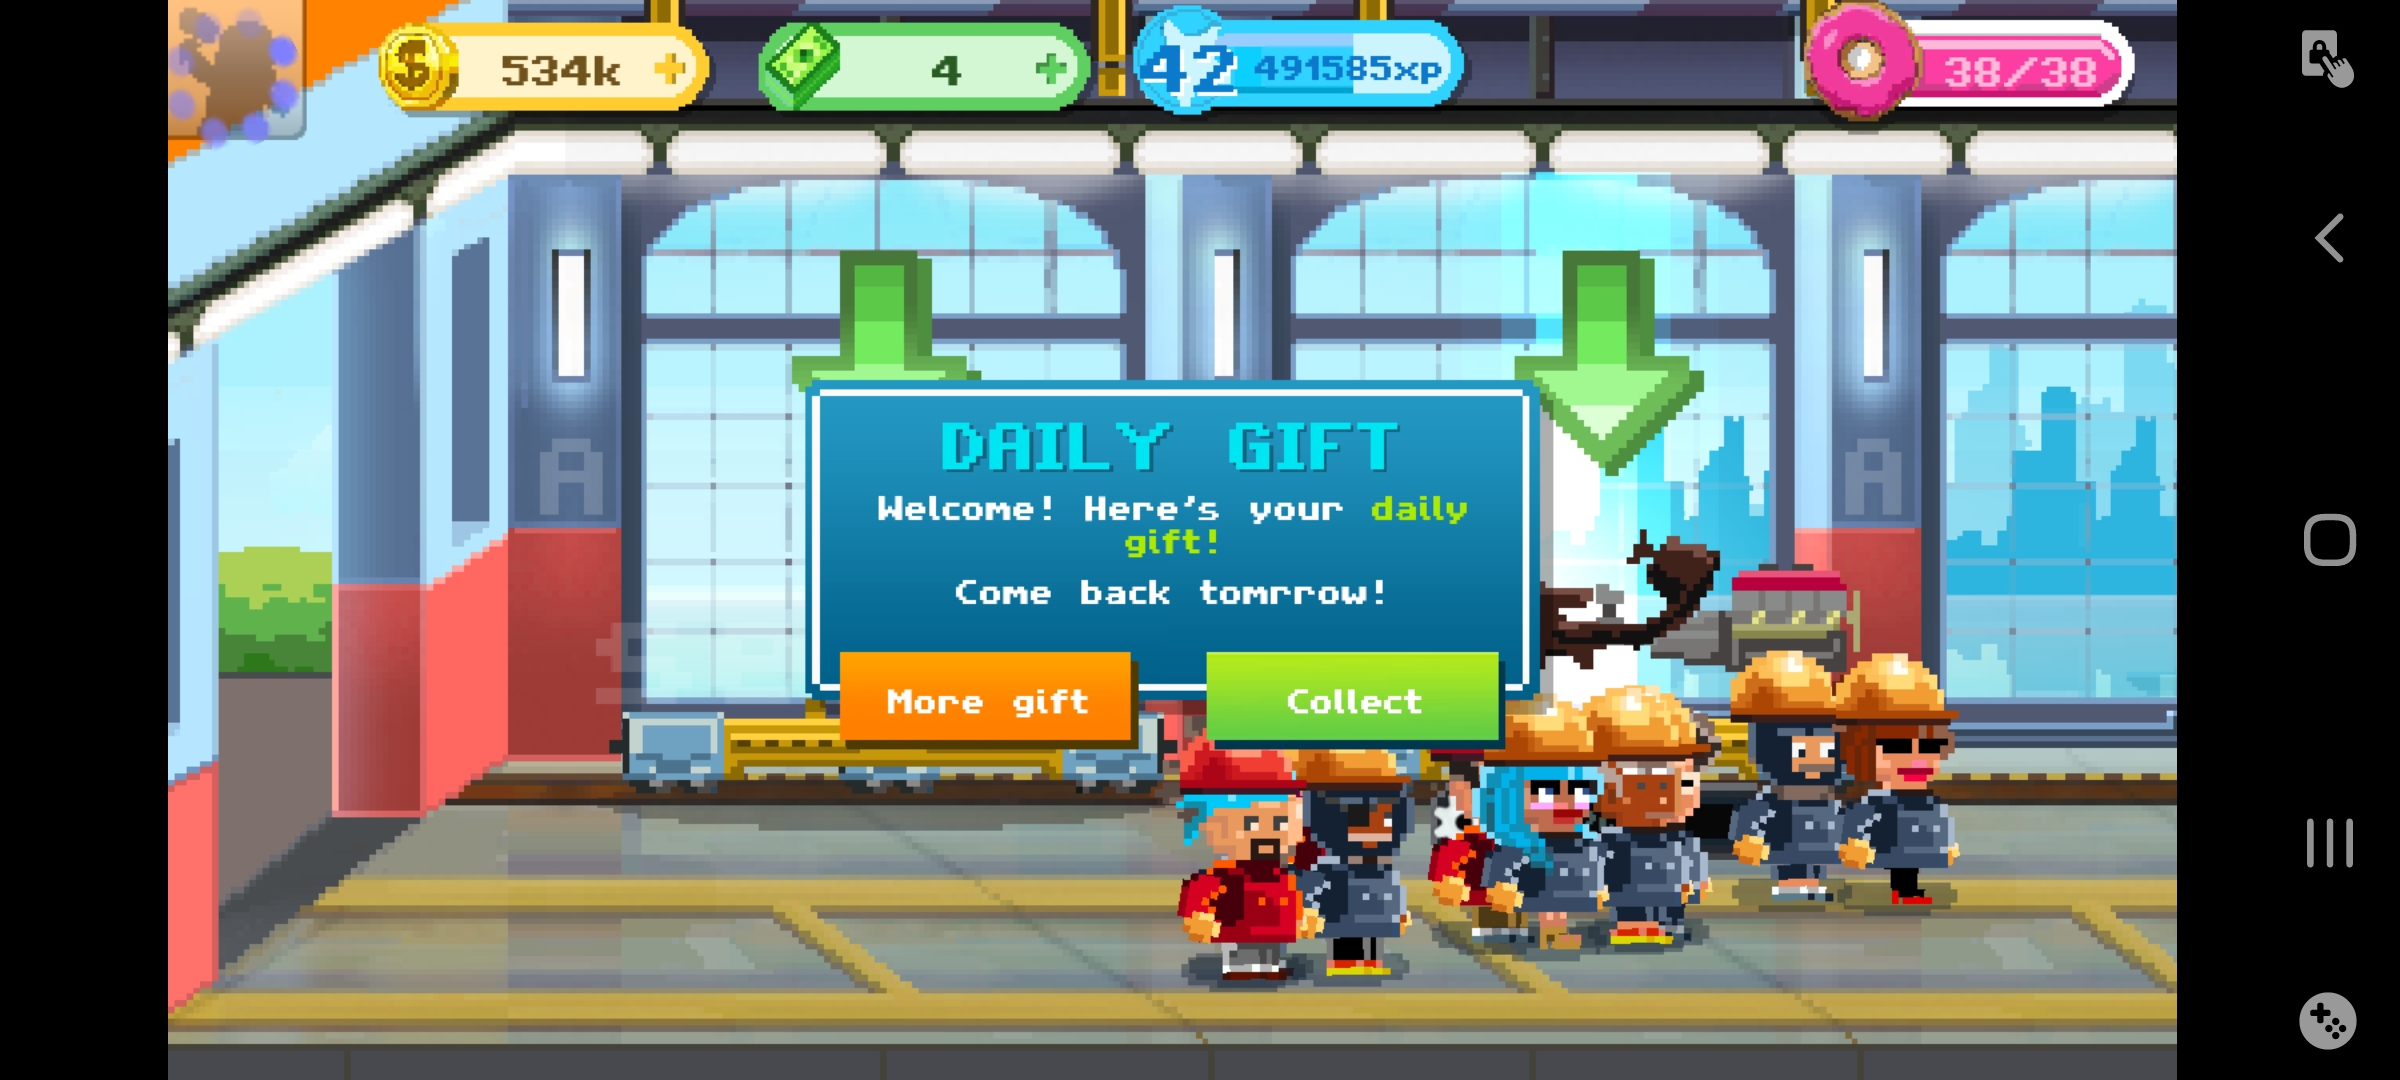 534k
4
42 491585xp
38/38
A
A
DAILY GIFT
Welcome! Here's your daily
gift!
Come back tomrrow!
More gift
Collect